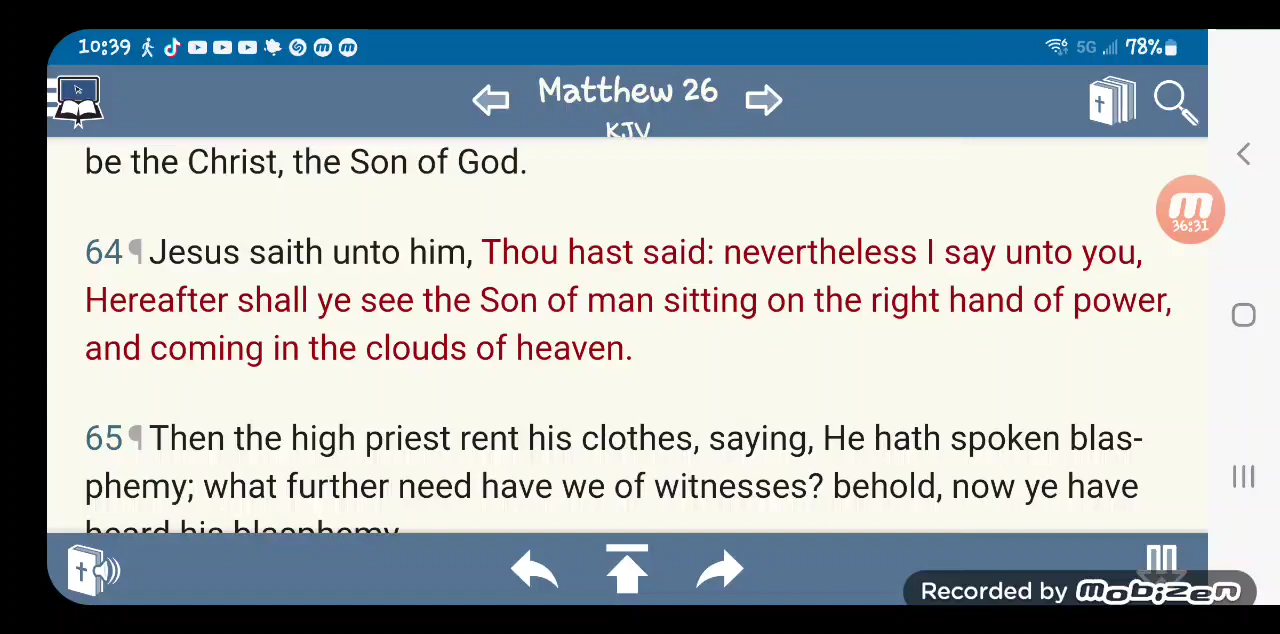 10:39
5G 78%
Matthew 26
KJV
be the Christ, the Son of God.
64 ¶ Jesus saith unto him, Thou hast said: nevertheless I say unto you,
Hereafter shall ye see the Son of man sitting on the right hand of power,
and coming in the clouds of heaven.
65 ¶ Then the high priest rent his clothes, saying, He hath spoken blas-
phemy; what further need have we of witnesses? behold, now ye have
heard his blasphemy.
36:31
Recorded by mobizen